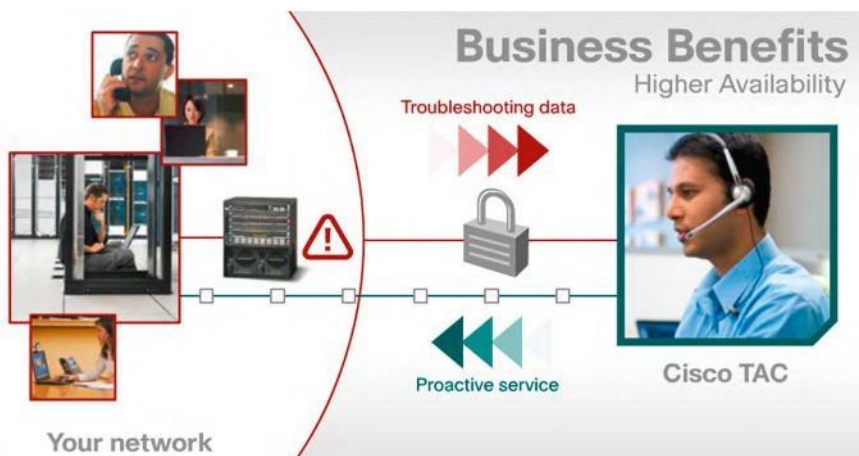 Business Benefits
Higher Availability
Troubleshooting data
!
Proactive service
Cisco TAC
Your network